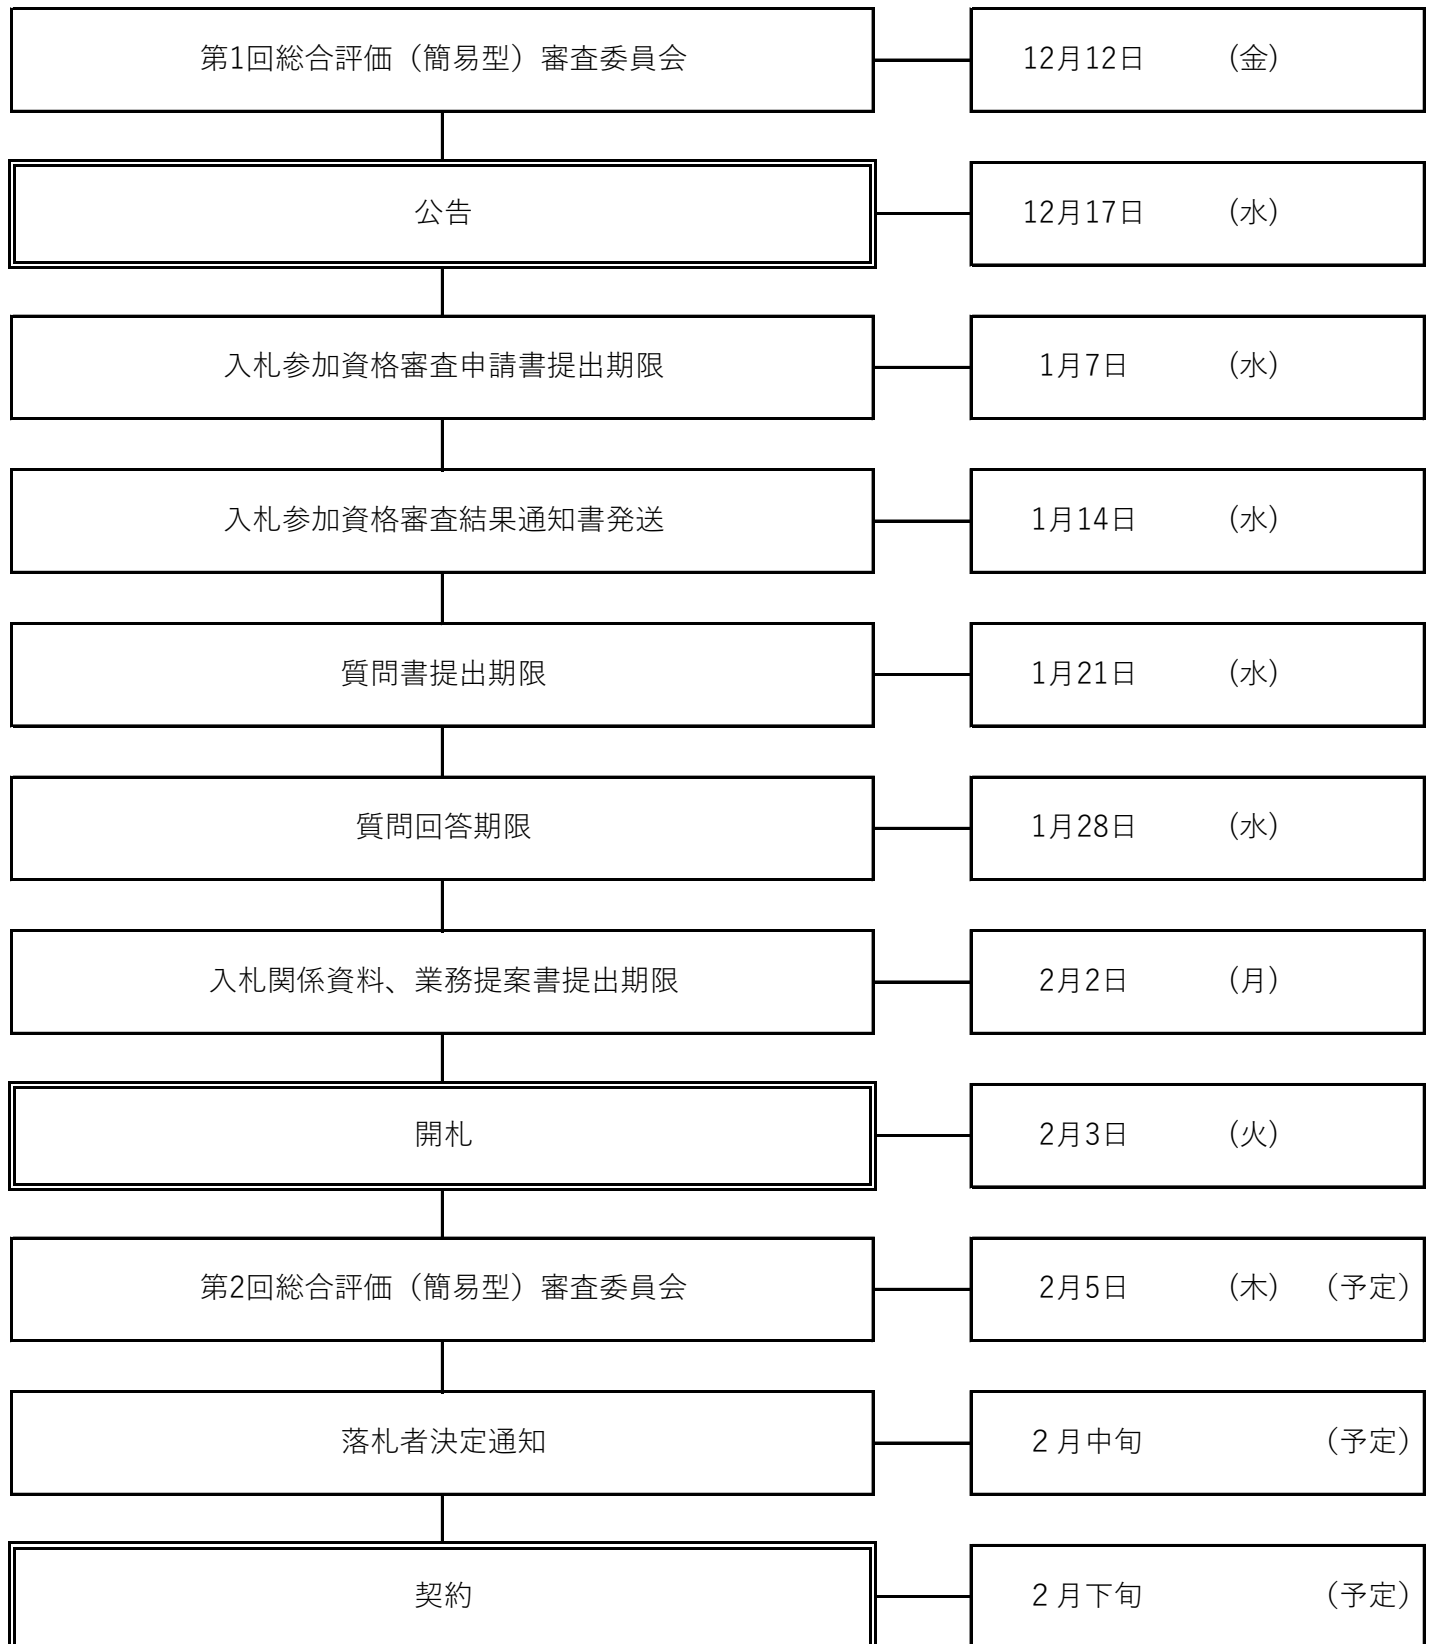 第1回総合評価（簡易型）審査委員会 12月12日 (金)
公告 12月17日 (水)
入札参加資格審査申請書提出期限 1月7日 (水)
入札参加資格審査結果通知書発送 1月14日 (水)
質問書提出期限 1月21日 (水)
質問回答期限 1月28日 (水)
入札関係資料、業務提案書提出期限 2月2日 (月)
開札 2月3日 (火)
第2回総合評価（簡易型）審査委員会 2月5日 (木) （予定）
落札者決定通知 2月中旬 （予定）
契約 2月下旬 （予定）